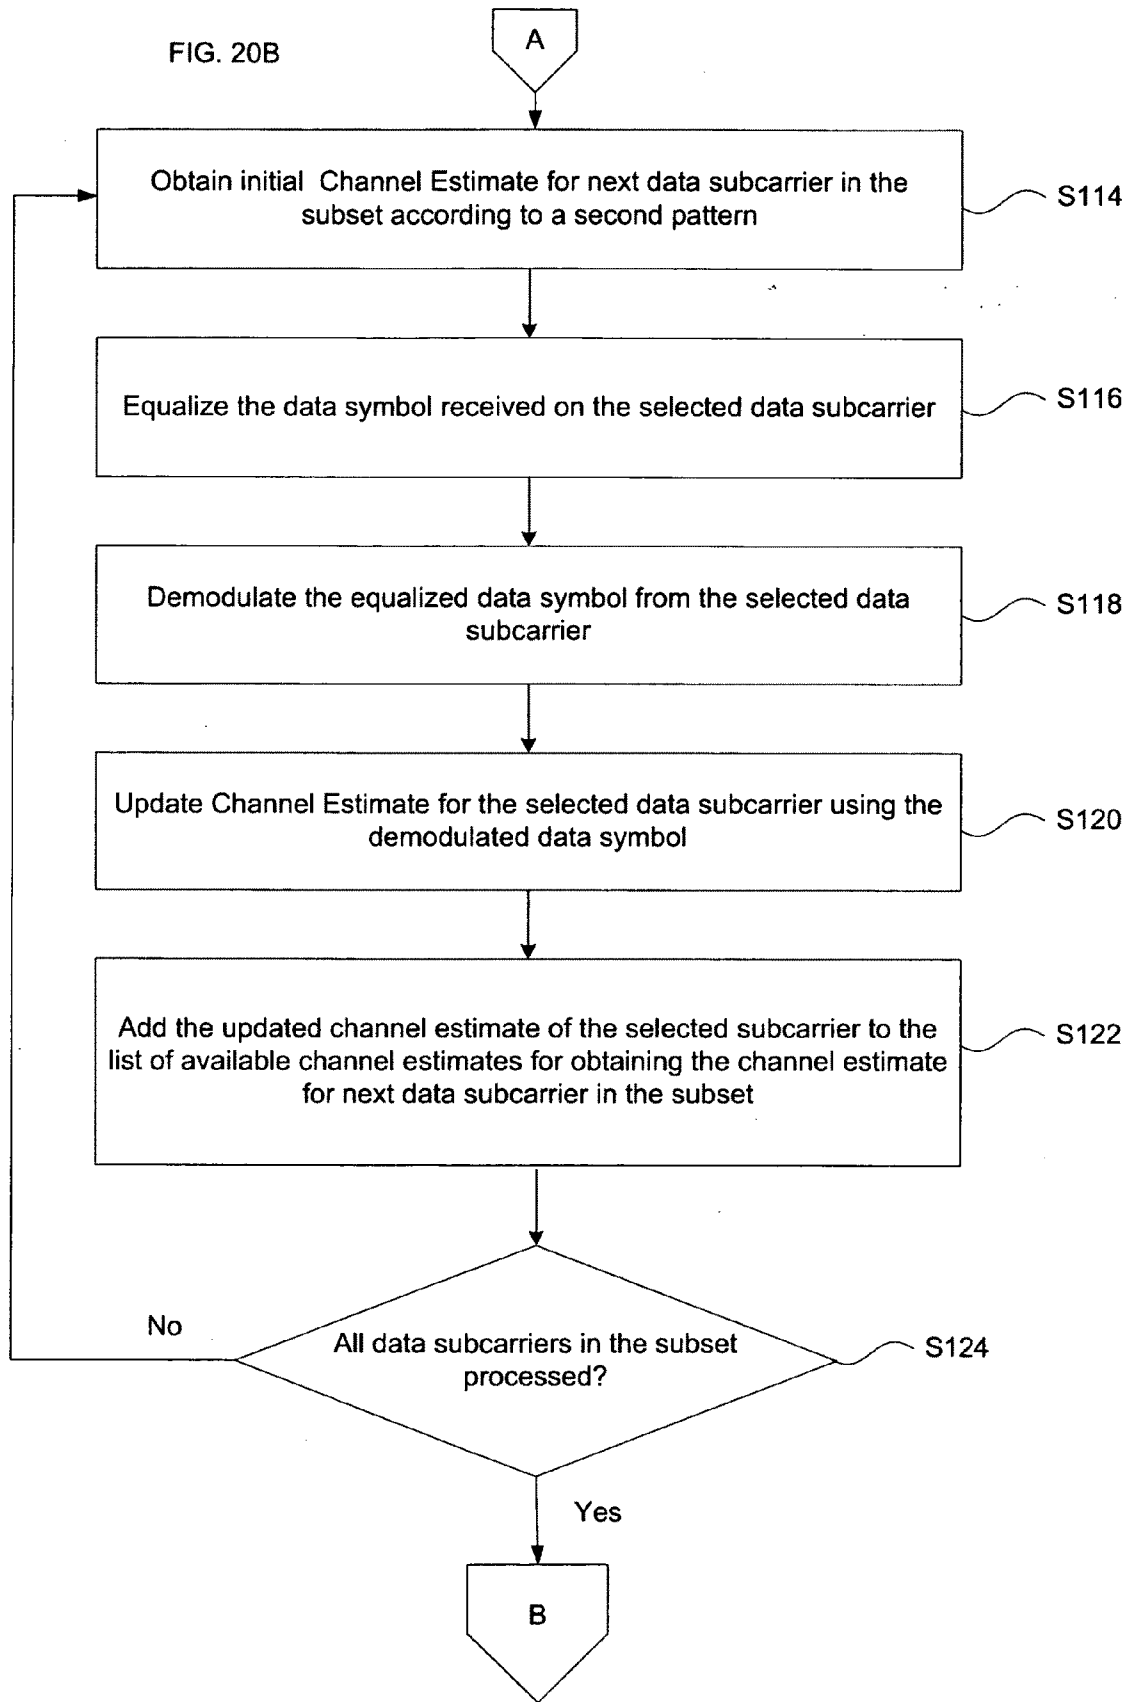 A
FIG. 20B
Obtain initial Channel Estimate for next data subcarrier in the
subset according to a second pattern
S114
Equalize the data symbol received on the selected data subcarrier
S116
Demodulate the equalized data symbol from the selected data
subcarrier
S118
Update Channel Estimate for the selected data subcarrier using the
demodulated data symbol
S120
Add the updated channel estimate of the selected subcarrier to the
list of available channel estimates for obtaining the channel estimate
for next data subcarrier in the subset
S122
No
All data subcarriers in the subset
processed?
S124
Yes
B